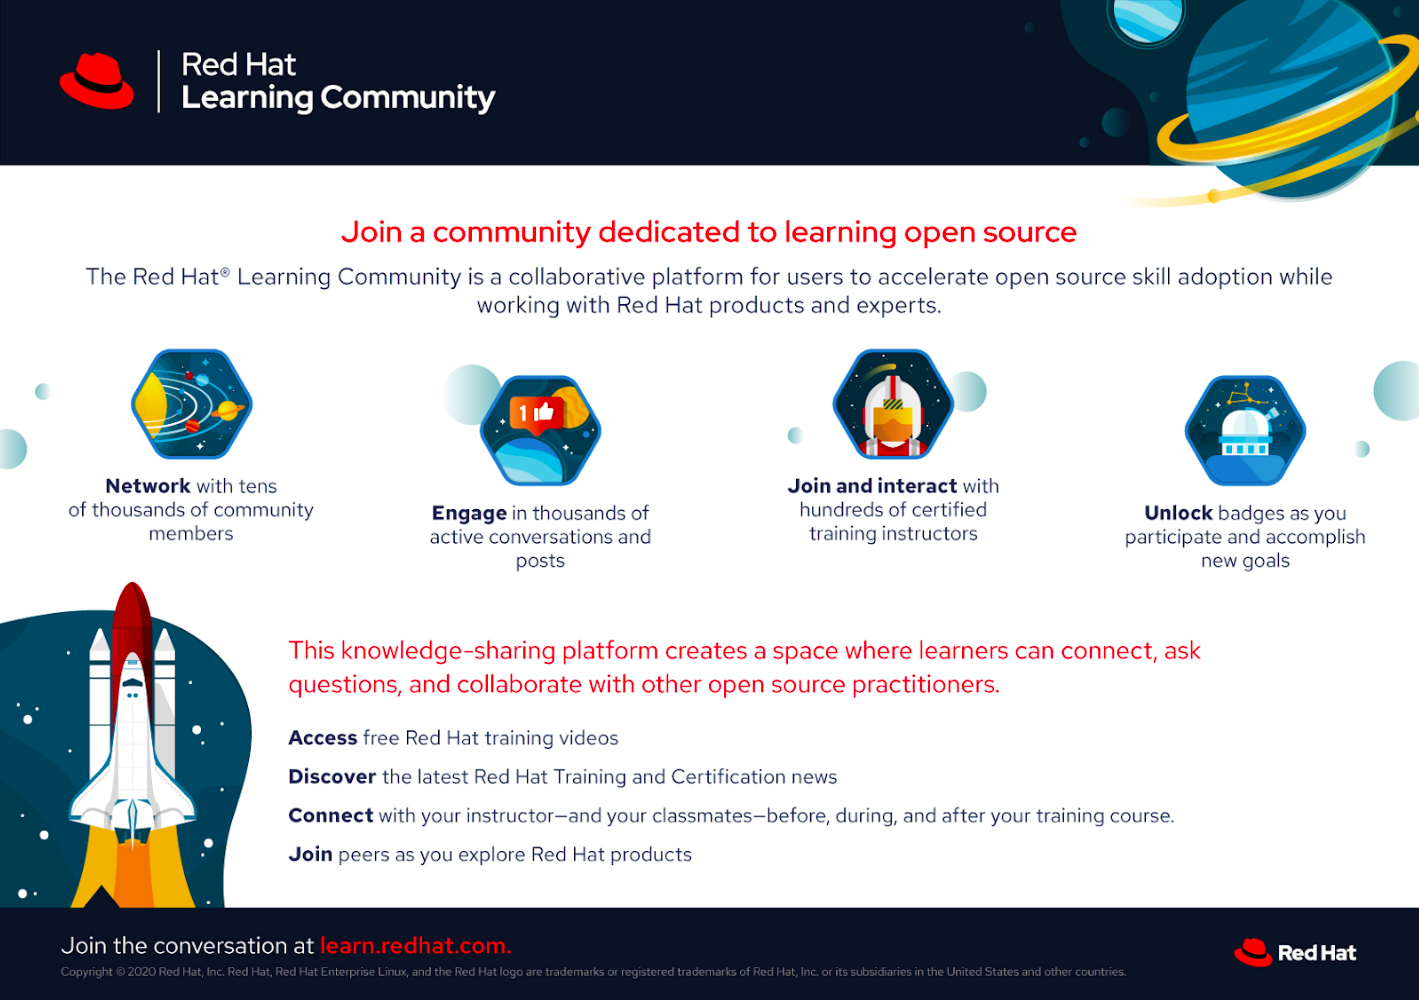 Red Hat
Learning Community
Join a community dedicated to learning open source
The Red Hat® Learning Community is a collaborative platform for users to accelerate open source skill adoption while
working with Red Hat products and experts.
1
Network with tens
of thousands of community
members
Engage in thousands of
active conversations and
posts
Join and interact with
hundreds of certified
training instructors
Unlock badges as you
participate and accomplish
new goals
This knowledge-sharing platform creates a space where learners can connect, ask
questions, and collaborate with other open source practitioners.
Access free Red Hat training videos
Discover the latest Red Hat Training and Certification news
Connect with your instructor—and your classmates—before, during, and after your training course.
Join peers as you explore Red Hat products
Join the conversation at learn.redhat.com.
Copyright © 2020 Red Hat, Inc. Red Hat, Red Hat Enterprise Linux, and the Red Hat logo are trademarks or registered trademarks of Red Hat, Inc. or its subsidiaries in the United States and other countries.
Red Hat